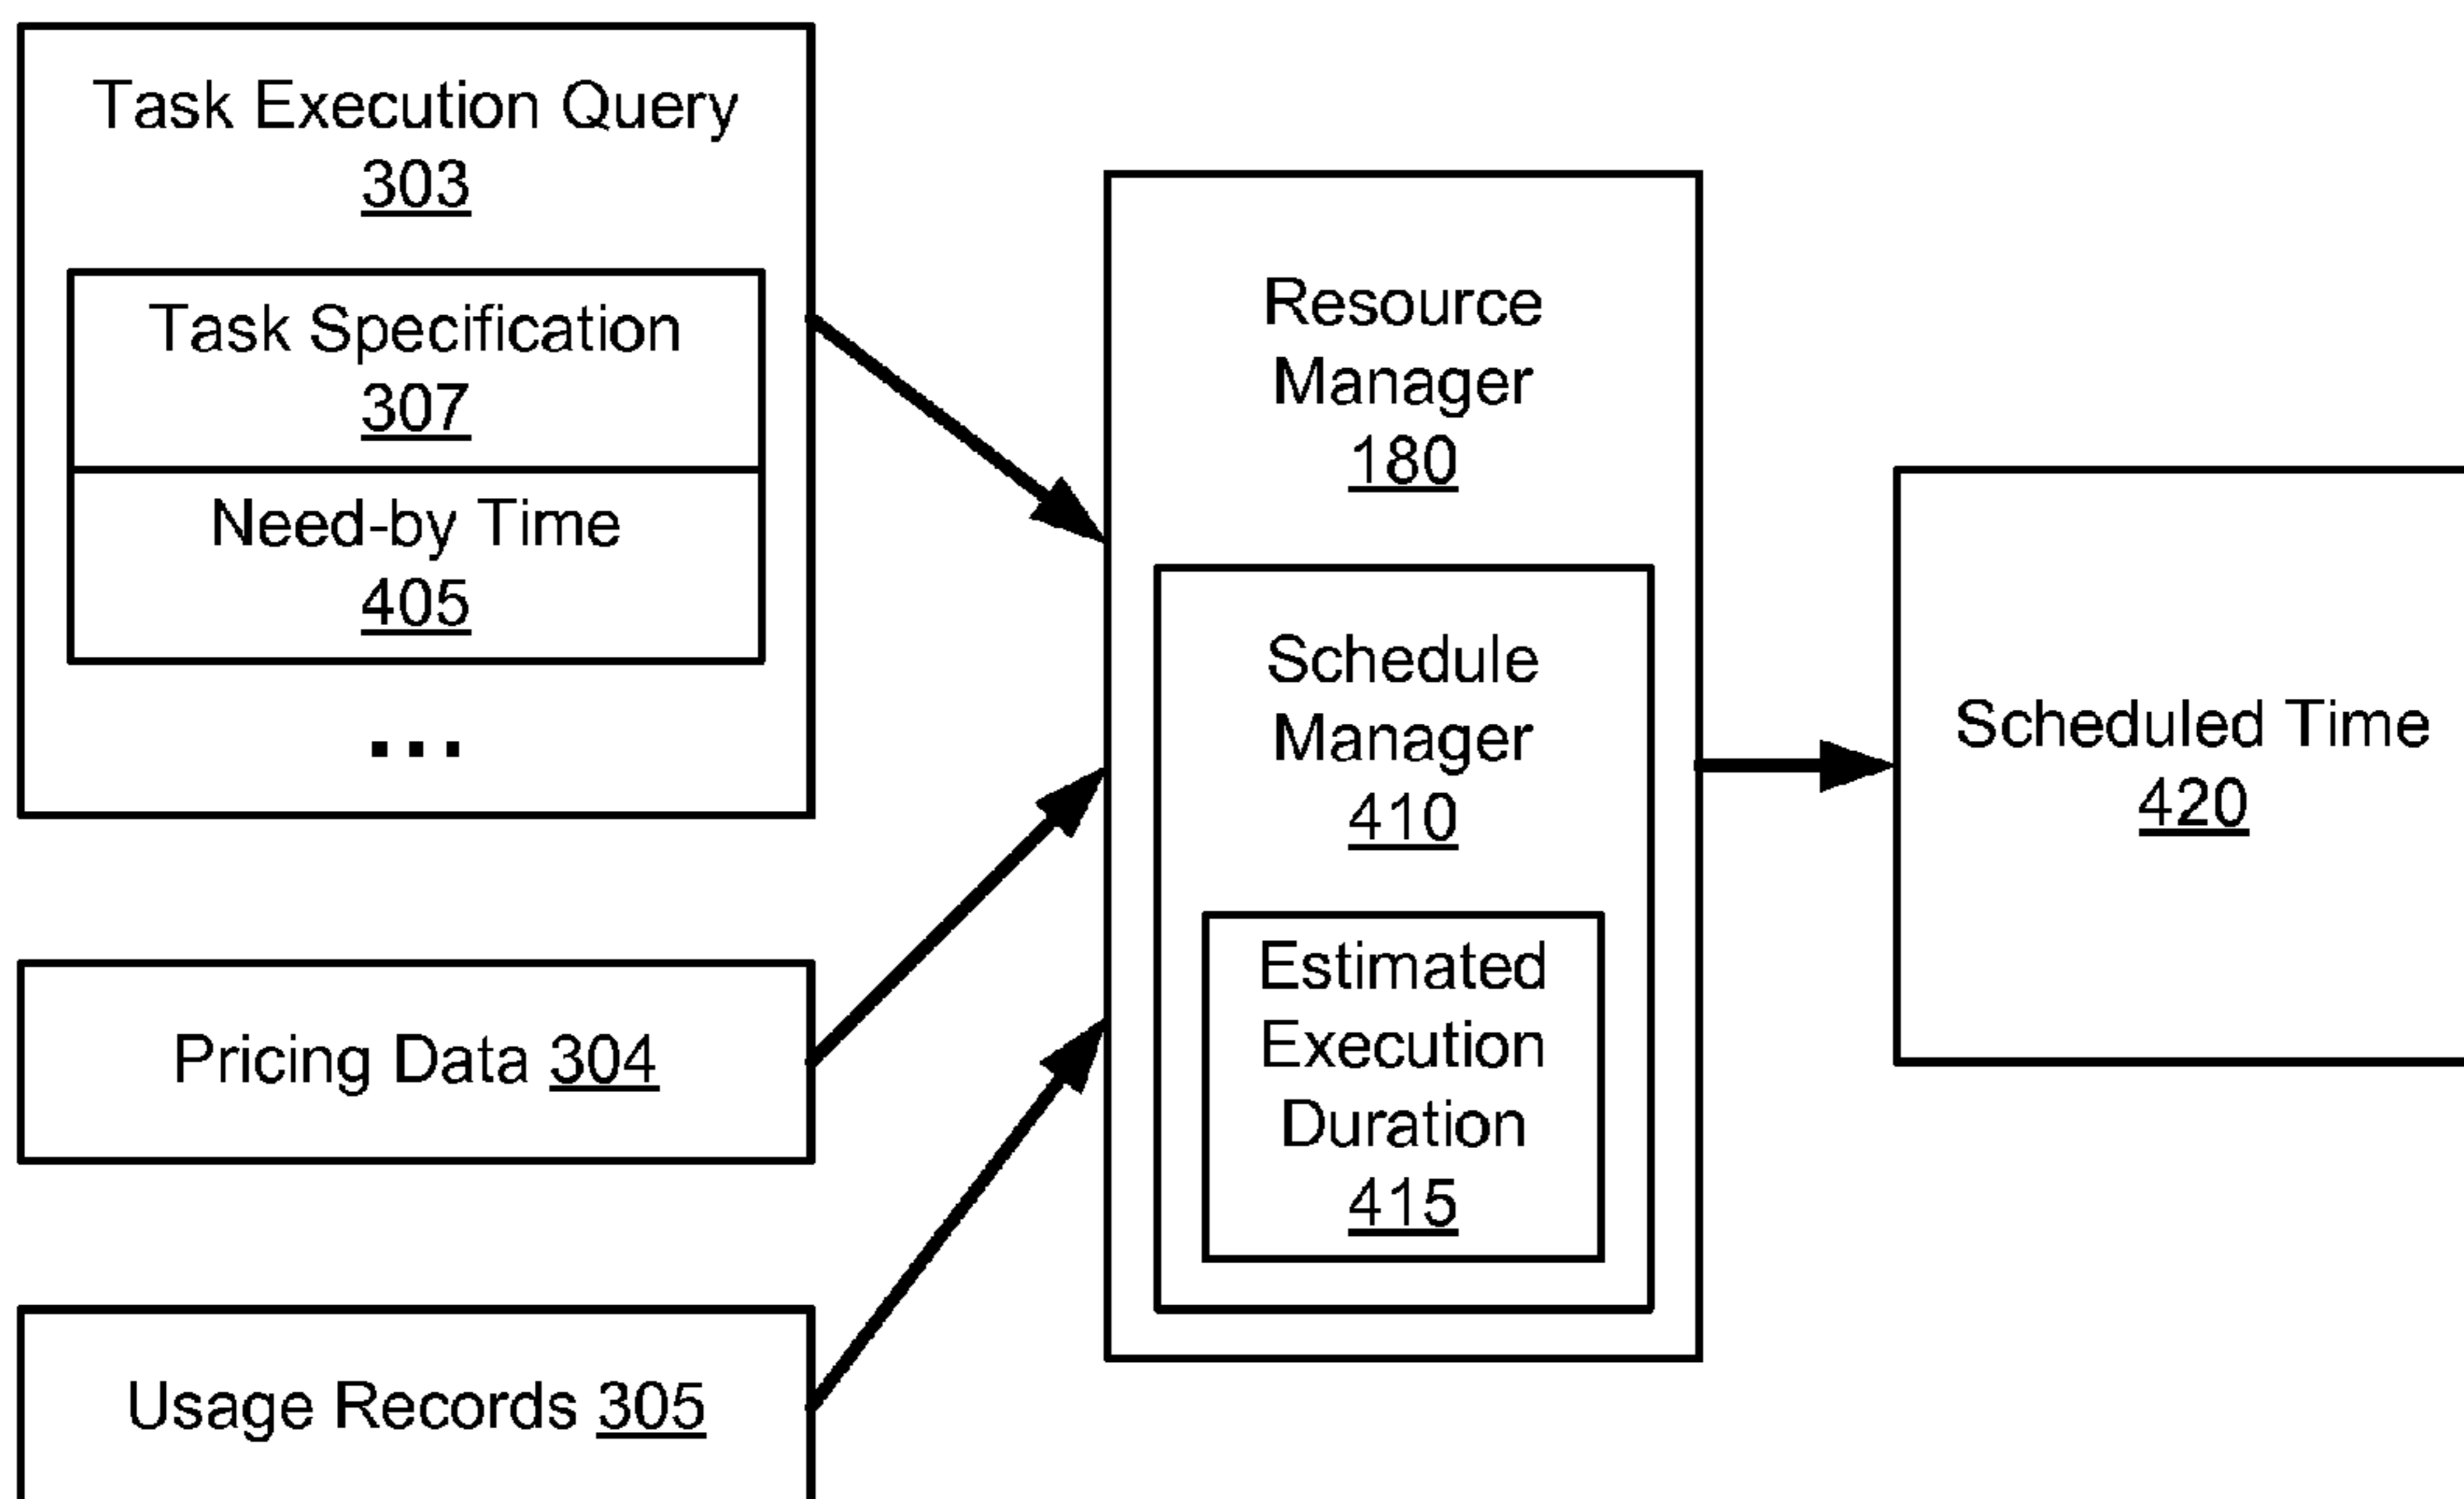 Task Execution Query
303
Task Specification
307
Need-by Time
405
...
Pricing Data 304
Usage Records 305
Resource
Manager
180
Schedule
Manager
410
Estimated
Execution
Duration
415
Scheduled Time
420